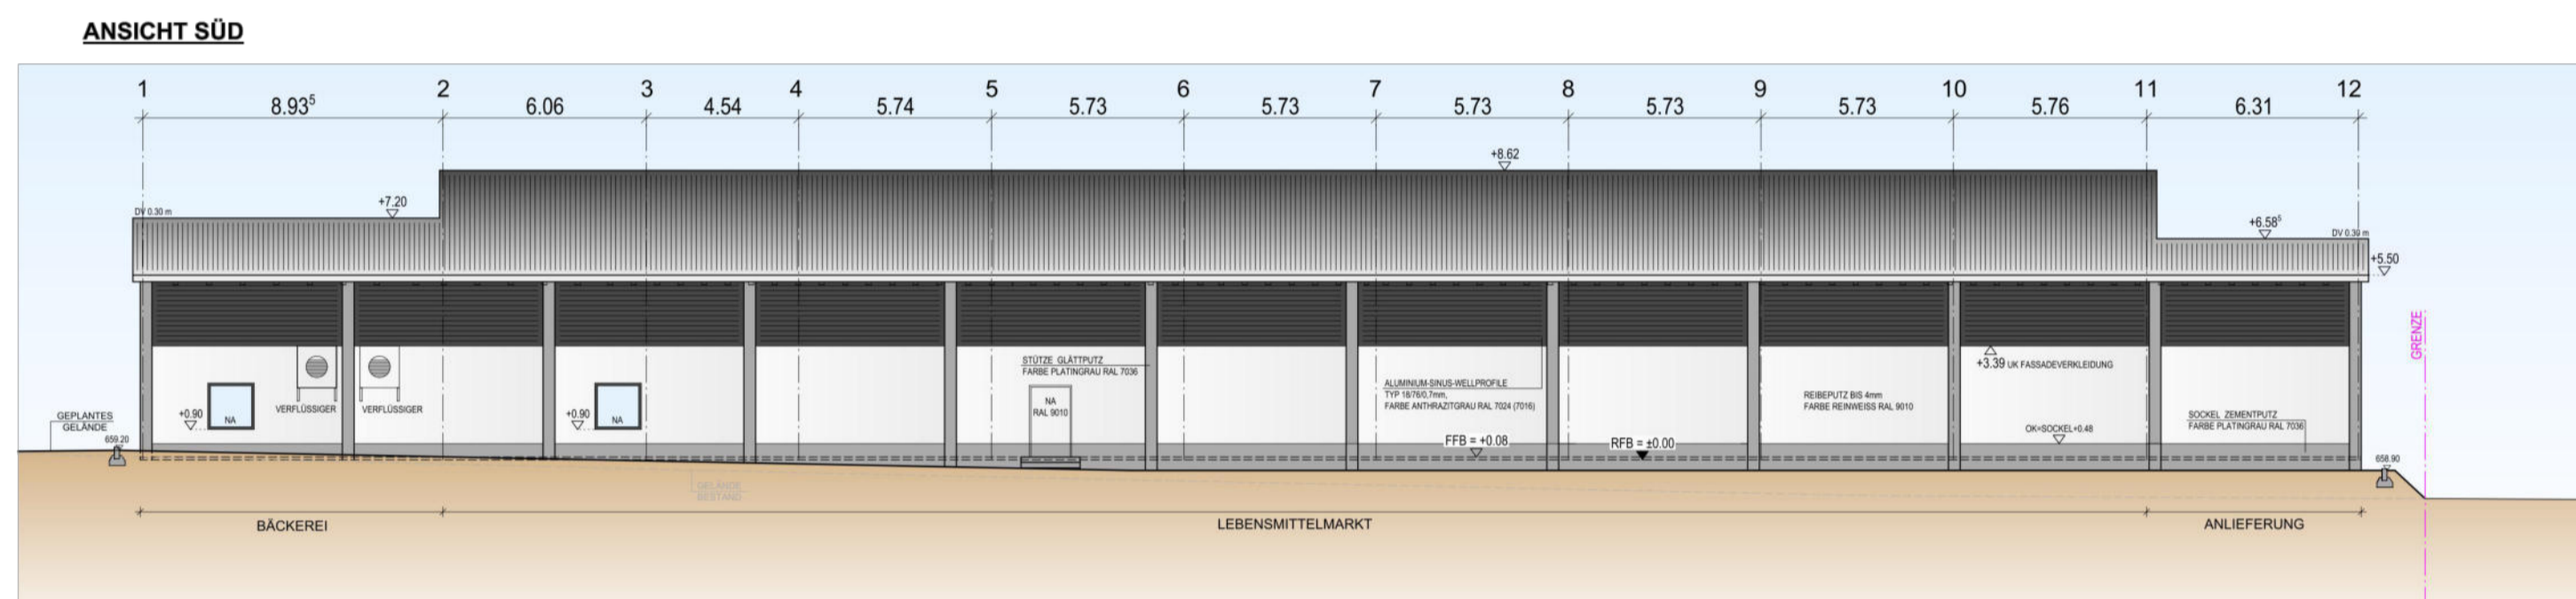 ANSICHT SÜD
1 2 3 4 5 6 7 8 9 10 11 12
8.93⁵ 6.06 4.54 5.74 5.73 5.73 5.73 5.73 5.73 5.76 6.31
+8.62
+7.20
DV 0.30 m
+6.58⁵
DV 0.30 m
+5.50
GRENZE
STÜTZE GLÄTTPUTZ
FARBE PLATINGRAU RAL 7036
+3.39 UK FASSADEVERKLEIDUNG
ALUMINIUM-SINUS-WELLPROFILE
TYP 18/76/0,7mm,
FARBE ANTHRAZITGRAU RAL 7024 (7016)
REIBEPUTZ BIS 4mm
FARBE REINWEISS RAL 9010
NA
RAL 9010
VERFLÜSSIGER
VERFLÜSSIGER
+0.90
NA
+0.90
NA
GEPLANTES
GELÄNDE
659.20
SOCKEL ZEMENTPUTZ
FARBE PLATINGRAU RAL 7036
OK=SOCKEL+0.48
FFB = +0.08
RFB = ±0.00
658.90
GELÄNDE
BESTAND
BÄCKEREI
LEBENSMITTELMARKT
ANLIEFERUNG